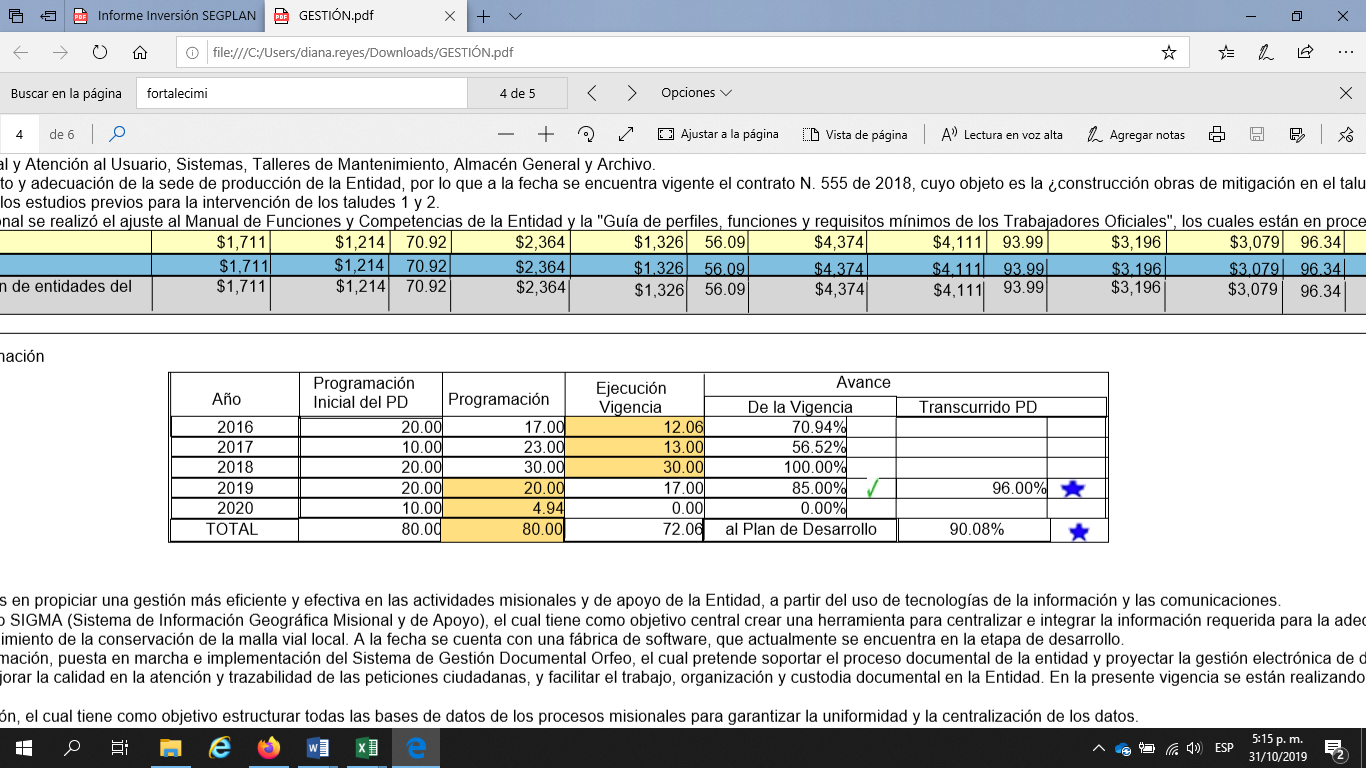 Informe Inversión SEGPLAN GESTIÓN.pdf
file:///C:/Users/diana.reyes/Downloads/GESTIÓN.pdf
Buscar en la página fortalecimi 4 de 5 Opciones
4 de 6 Ajustar a la página Vista de página Lectura en voz alta Agregar notas
al y Atención al Usuario, Sistemas, Talleres de Mantenimiento, Almacén General y Archivo.
to y adecuación de la sede de producción de la Entidad, por lo que a la fecha se encuentra vigente el contrato N. 555 de 2018, cuyo objeto es la ¿construcción obras de mitigación en el talu
los estudios previos para la intervención de los taludes 1 y 2.
onal se realizó el ajuste al Manual de Funciones y Competencias de la Entidad y la "Guía de perfiles, funciones y requisitos mínimos de los Trabajadores Oficiales", los cuales están en proce
$1,711 $1,214 70.92 $2,364 $1,326 56.09 $4,374 $4,111 93.99 $3,196 $3,079 96.34
$1,711 $1,214 70.92 $2,364 $1,326 56.09 $4,374 $4,111 93.99 $3,196 $3,079 96.34
n de entidades del $1,711 $1,214 70.92 $2,364 $1,326 56.09 $4,374 $4,111 93.99 $3,196 $3,079 96.34
nación
Año Programación Inicial del PD Programación Ejecución Vigencia Avance
De la Vigencia Transcurrido PD
2016 20.00 17.00 12.06 70.94%
2017 10.00 23.00 13.00 56.52%
2018 20.00 30.00 30.00 100.00%
2019 20.00 20.00 17.00 85.00% 96.00%
2020 10.00 4.94 0.00 0.00%
TOTAL 80.00 80.00 72.06 al Plan de Desarrollo 90.08%
s en propiciar una gestión más eficiente y efectiva en las actividades misionales y de apoyo de la Entidad, a partir del uso de tecnologías de la información y las comunicaciones.
o SIGMA (Sistema de Información Geográfica Misional y de Apoyo), el cual tiene como objetivo central crear una herramienta para centralizar e integrar la información requerida para la adec
imiento de la conservación de la malla vial local. A la fecha se cuenta con una fábrica de software, que actualmente se encuentra en la etapa de desarrollo.
mación, puesta en marcha e implementación del Sistema de Gestión Documental Orfeo, el cual pretende soportar el proceso documental de la entidad y proyectar la gestión electrónica de d
jorar la calidad en la atención y trazabilidad de las peticiones ciudadanas, y facilitar el trabajo, organización y custodia documental en la Entidad. En la presente vigencia se están realizando
ón, el cual tiene como objetivo estructurar todas las bases de datos de los procesos misionales para garantizar la uniformidad y la centralización de los datos.
ESP 5:15 p. m.
31/10/2019
2